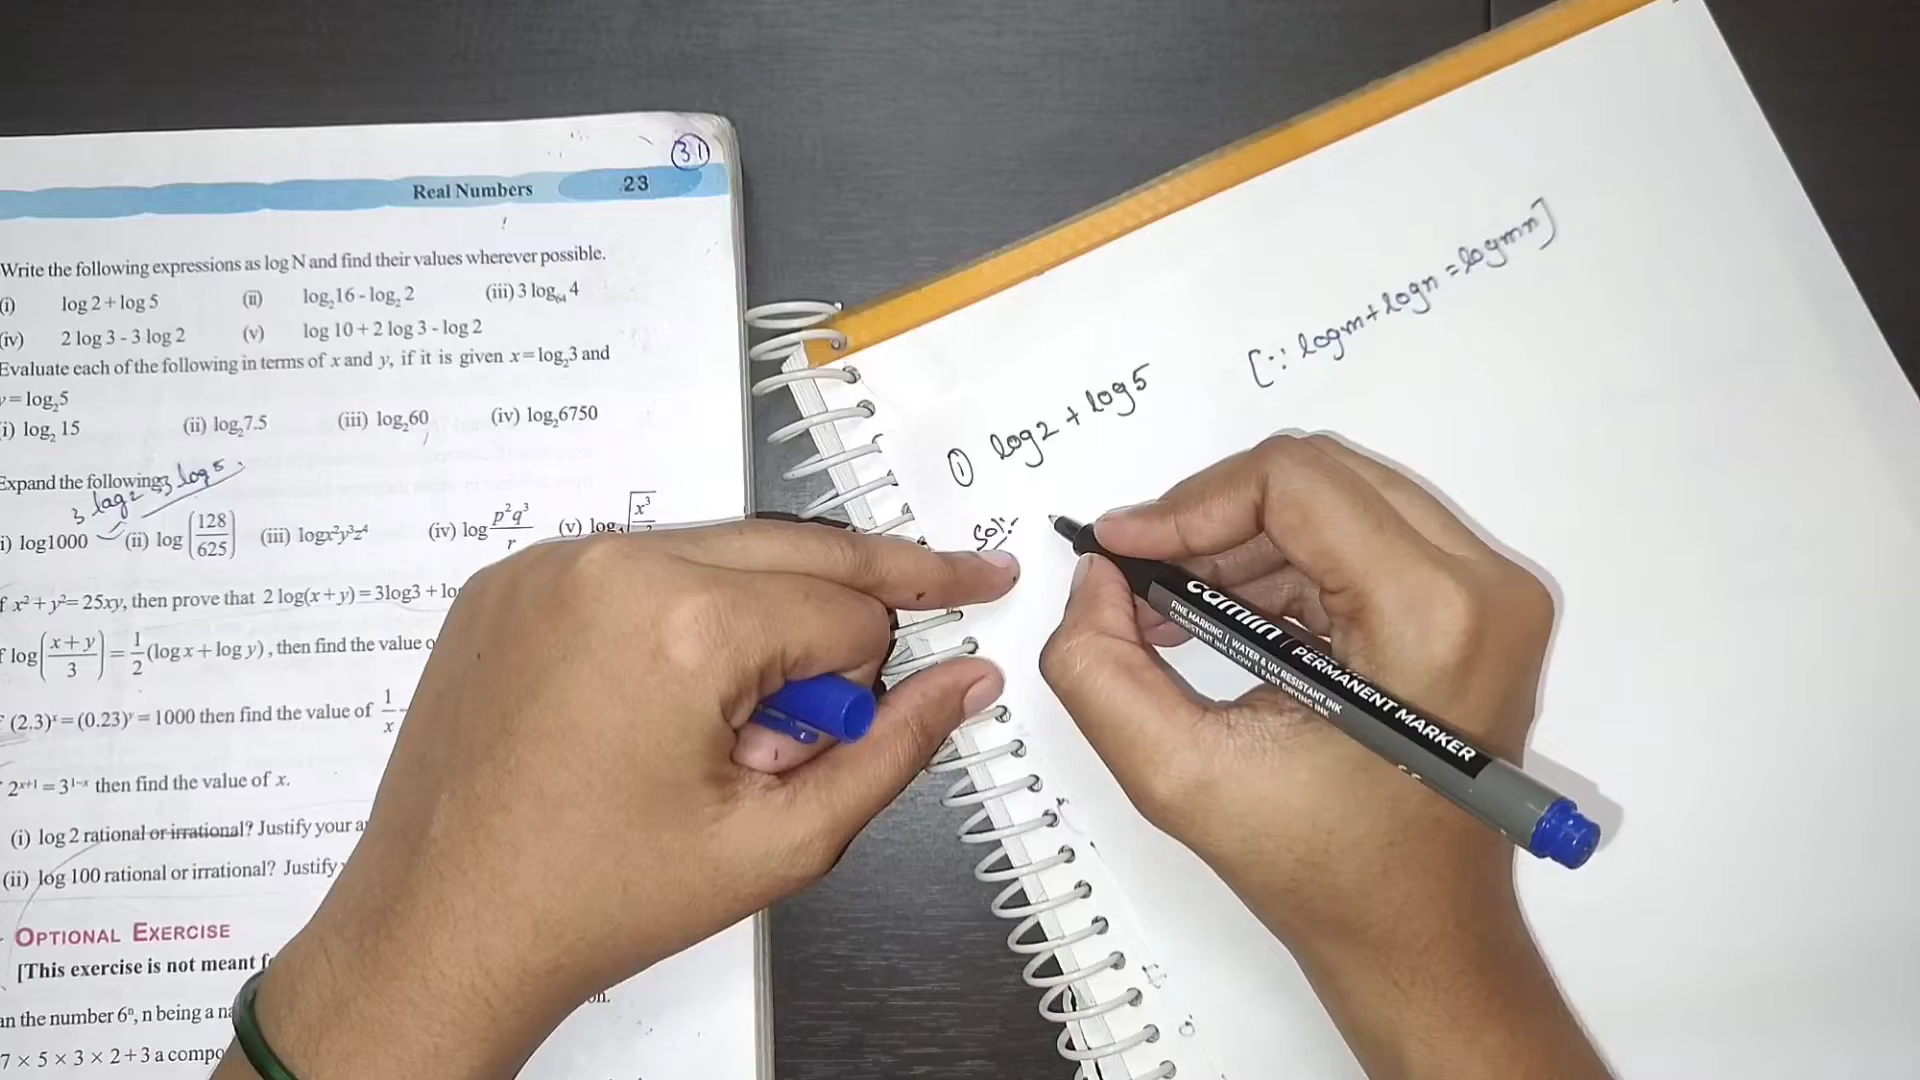 31
Real Numbers 23
Write the following expressions as log N and find their values wherever possible.
(i) log 2 + log 5 (ii) log₂16 - log₂ 2 (iii) 3 log₆₄ 4
(iv) 2 log 3 - 3 log 2 (v) log 10 + 2 log 3 - log 2
Evaluate each of the following in terms of x and y, if it is given x = log₂3 and
y = log₂5
i) log₂ 15 (ii) log₂7.5 (iii) log₂60 (iv) log₂6750
Expand the following
3 log2 3 log 5
i) log1000 (ii) log (128/625) (iii) logx²y³z⁴ (iv) log p²q³/r (v) log √x³
f x² + y² = 25xy, then prove that 2 log(x + y) = 3log3 + lo
f log (x + y / 3) = 1/2 (log x + log y), then find the value o
(2.3)ˣ = (0.23)ʸ = 1000 then find the value of 1/x -
2ˣ⁺¹ = 3¹⁻ˣ then find the value of x.
(i) log 2 rational or irrational? Justify your a
(ii) log 100 rational or irrational? Justify
OPTIONAL EXERCISE
[This exercise is not meant f
on.
an the number 6ⁿ, n being a na
7 × 5 × 3 × 2 + 3 a compo
① log2 + log5 [∵ logm + logn = logmn]
Sol:-
camlin PERMANENT MARKER
FINE MARKING | WATER & UV RESISTANT INK
CONSISTENT INK FLOW | FAST DRYING INK